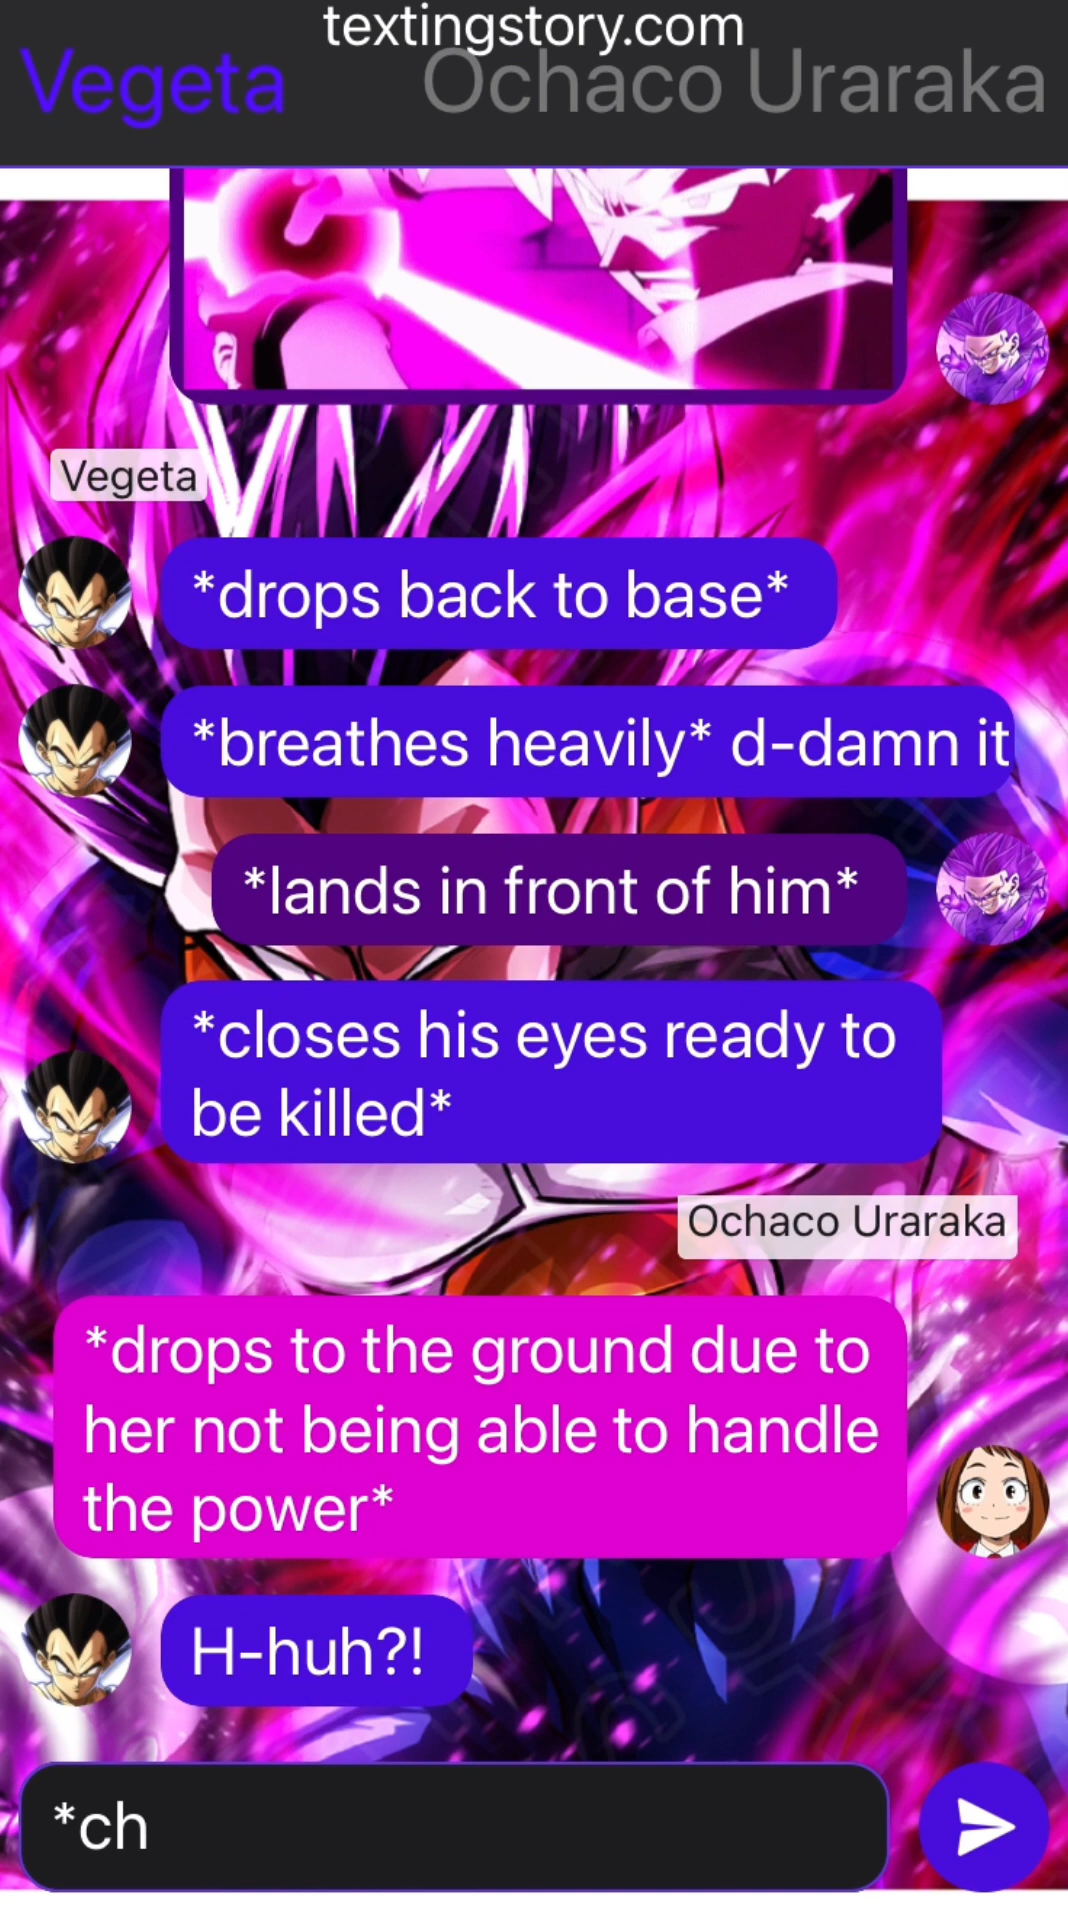 textingstory.com
Vegeta
Ochaco Uraraka
Vegeta
*drops back to base*
*breathes heavily* d-damn it
*lands in front of him*
*closes his eyes ready to
be killed*
Ochaco Uraraka
*drops to the ground due to
her not being able to handle
the power*
H-huh?!
*ch